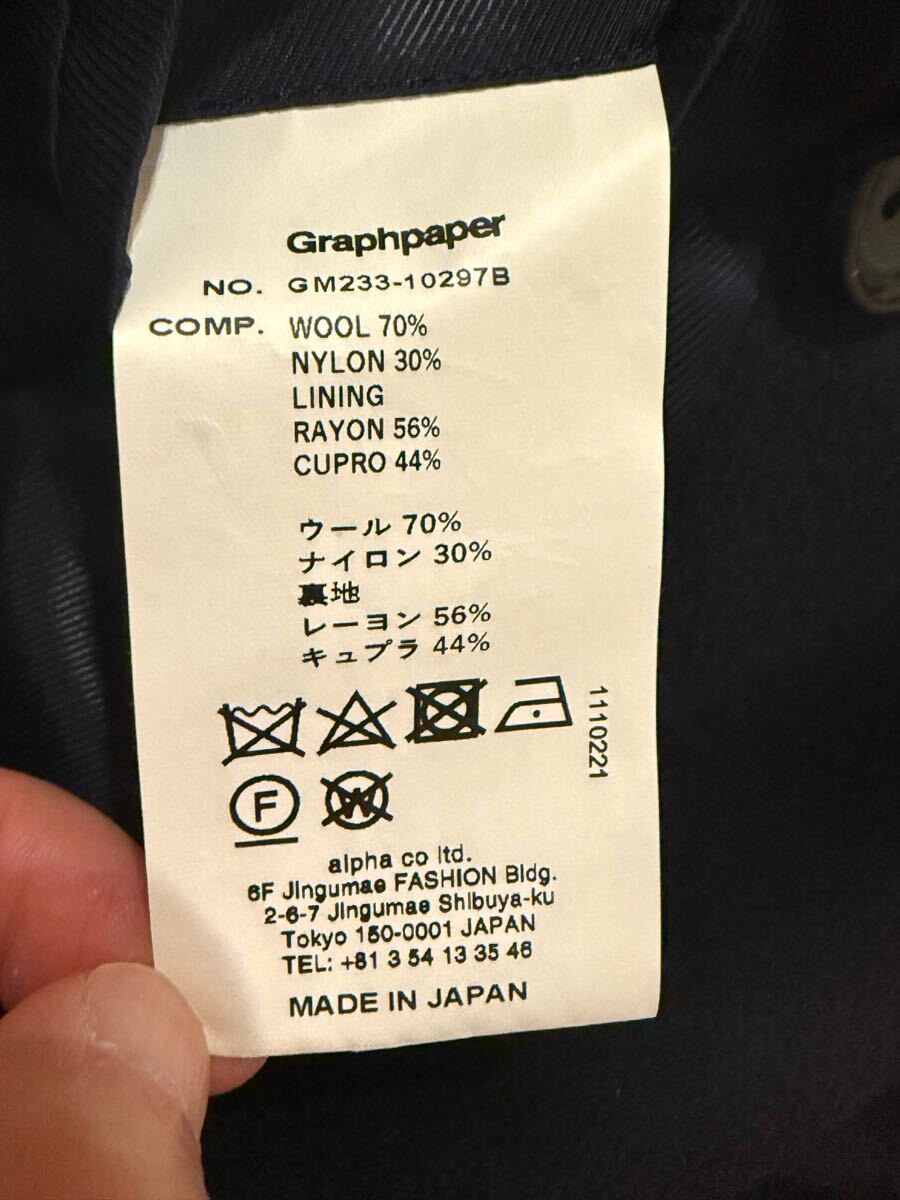 Graphpaper
NO. GM233-10297B
COMP. WOOL 70%
NYLON 30%
LINING
RAYON 56%
CUPRO 44%
ウール 70%
ナイロン 30%
裏地
レーヨン 56%
キュプラ 44%
1110221
F
W
alpha co ltd.
6F Jingumae FASHION Bldg.
2-6-7 Jingumae Shibuya-ku
Tokyo 150-0001 JAPAN
TEL: +81 3 54 13 35 46
MADE IN JAPAN